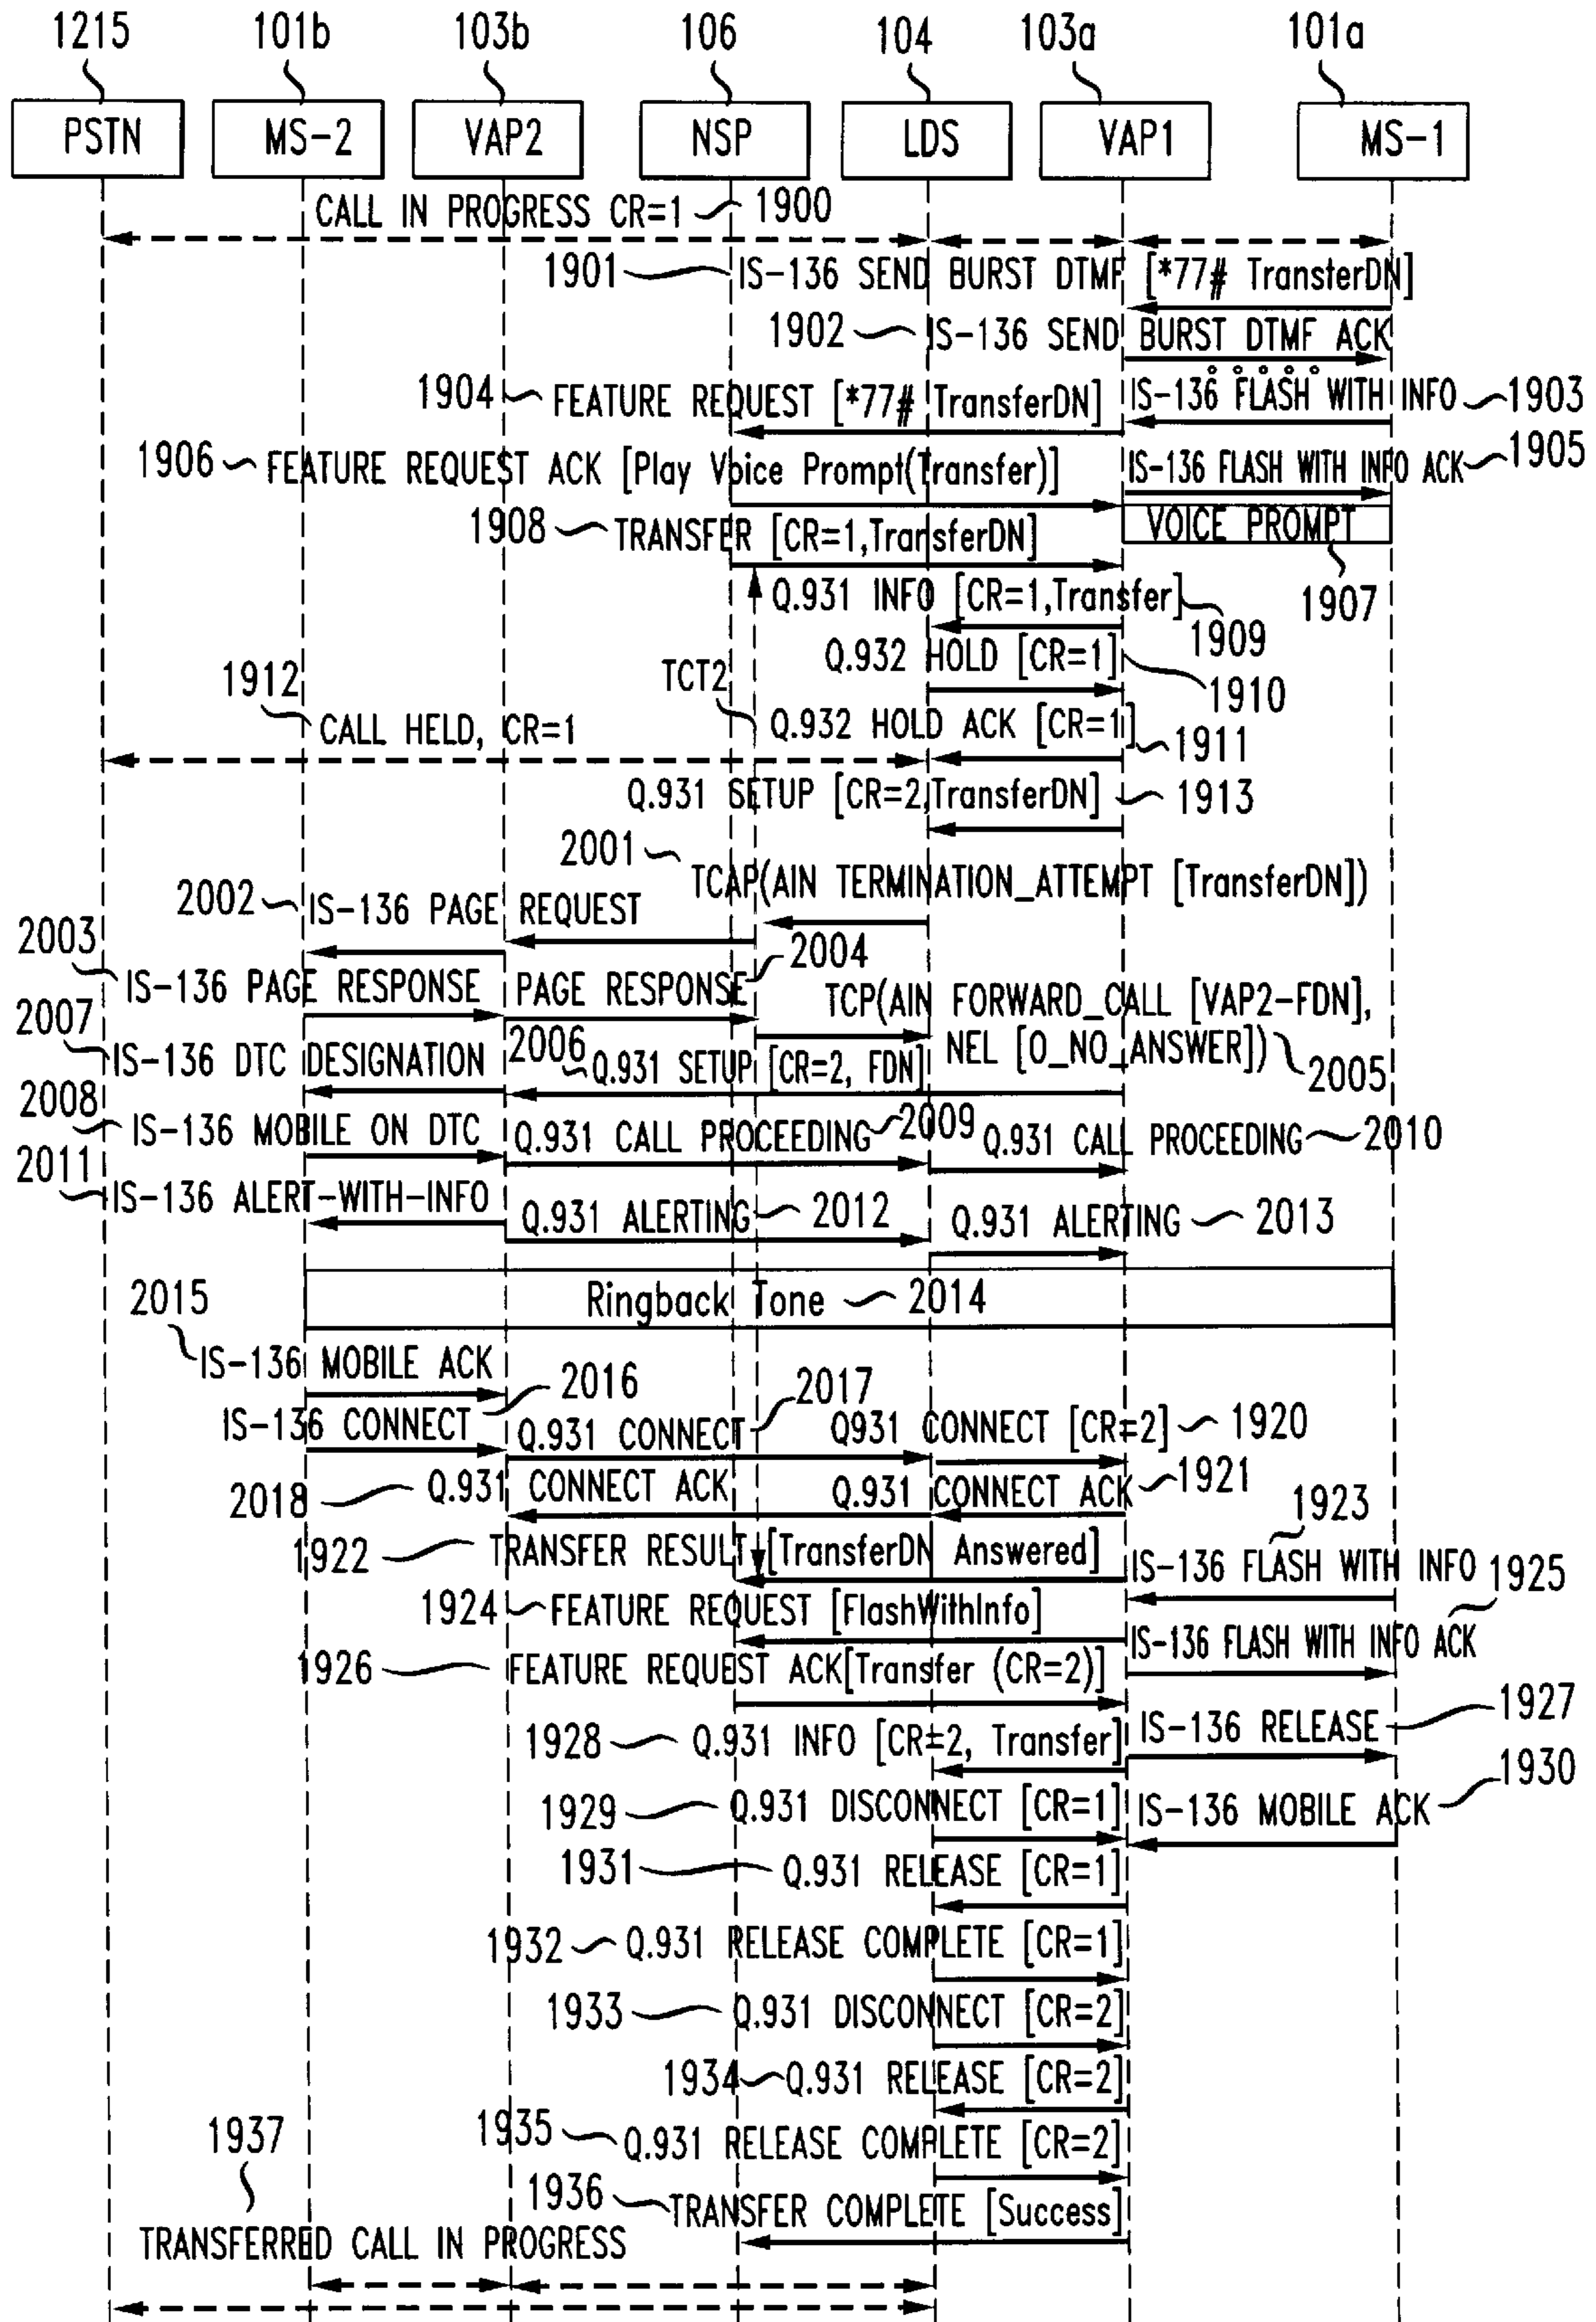 1215 101b 103b 106 104 103a 101a
PSTN MS-2 VAP2 NSP LDS VAP1 MS-1
CALL IN PROGRESS CR=1 1900
1901 IS-136 SEND BURST DTMF [*77# TransterDN]
1902 IS-136 SEND BURST DTMF ACK
1904 FEATURE REQUEST [*77# TransferDN] IS-136 FLASH WITH INFO 1903
1906 FEATURE REQUEST ACK [Play Voice Prompt(Transfer)] IS-136 FLASH WITH INFO ACK 1905
1908 TRANSFER [CR=1,TransferDN] VOICE PROMPT
1907
Q.931 INFO [CR=1,Transfer]
1909
Q.932 HOLD [CR=1]
1910
1912 TCT2
CALL HELD, CR=1 Q.932 HOLD ACK [CR=1]
1911
Q.931 SETUP [CR=2,TransferDN] 1913
2001 TCAP(AIN TERMINATION_ATTEMPT [TransferDN])
2002 IS-136 PAGE REQUEST
2003 2004
IS-136 PAGE RESPONSE PAGE RESPONSE TCP(AIN FORWARD_CALL [VAP2-FDN],
NEL [O_NO_ANSWER]) 2005
2007 IS-136 DTC DESIGNATION 2006 Q.931 SETUP [CR=2, FDN]
2008 IS-136 MOBILE ON DTC Q.931 CALL PROCEEDING 2009 Q.931 CALL PROCEEDING 2010
2011 IS-136 ALERT-WITH-INFO Q.931 ALERTING 2012 Q.931 ALERTING 2013
Ringback Tone 2014
2015 IS-136 MOBILE ACK
IS-136 CONNECT 2016 Q.931 CONNECT 2017 Q931 CONNECT [CR=2] 1920
2018 Q.931 CONNECT ACK Q.931 CONNECT ACK 1921
1922 TRANSFER RESULT [TransferDN Answered] IS-136 FLASH WITH INFO 1923
1924 FEATURE REQUEST [FlashWithInfo] IS-136 FLASH WITH INFO ACK 1925
1926 FEATURE REQUEST ACK[Transfer (CR=2)]
1928 Q.931 INFO [CR=2, Transfer] IS-136 RELEASE 1927
1929 Q.931 DISCONNECT [CR=1] IS-136 MOBILE ACK 1930
1931 Q.931 RELEASE [CR=1]
1932 Q.931 RELEASE COMPLETE [CR=1]
1933 Q.931 DISCONNECT [CR=2]
1934 Q.931 RELEASE [CR=2]
1935 Q.931 RELEASE COMPLETE [CR=2]
1936 TRANSFER COMPLETE [Success]
1937
TRANSFERRED CALL IN PROGRESS